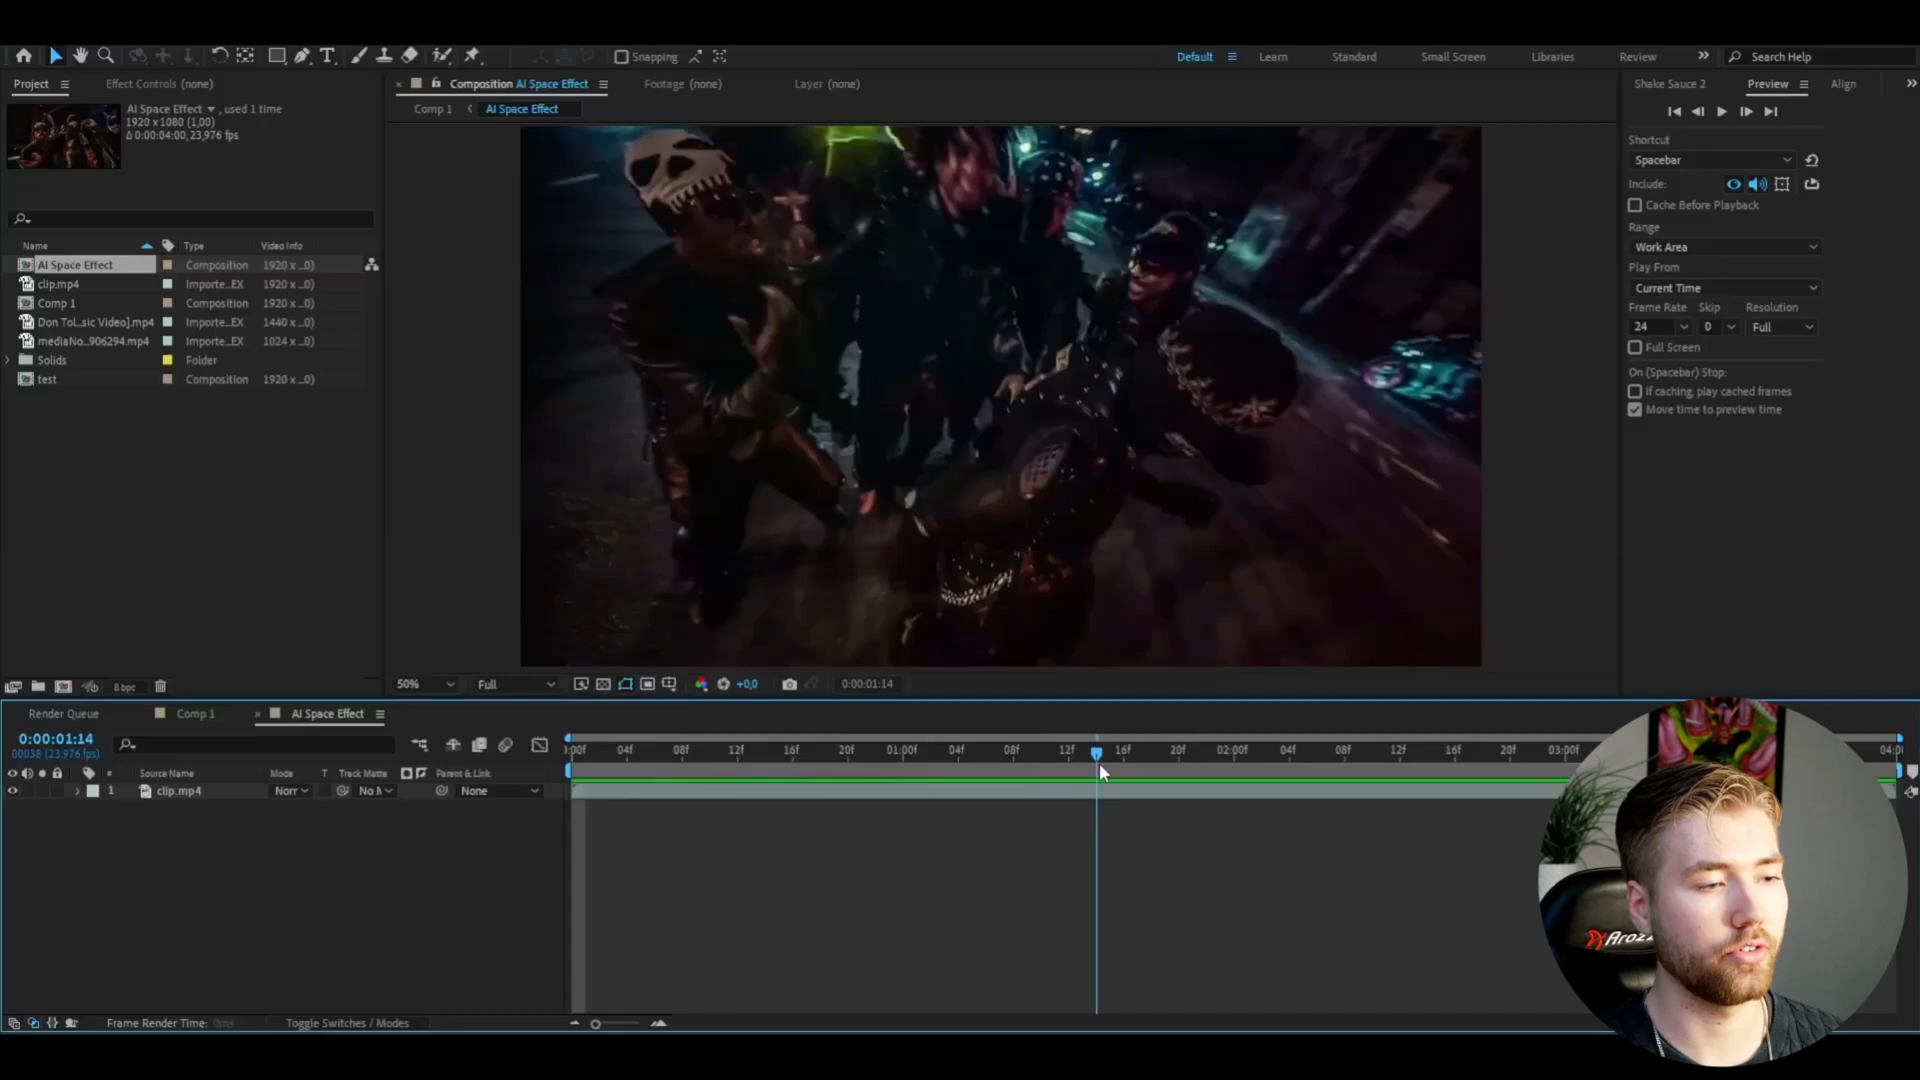 Snapping
Default
Learn
Standard
Small Screen
Libraries
Review
Search Help
Project
Effect Controls (none)
Composition AI Space Effect
Footage (none)
Layer (none)
Shake Sauce 2
Preview
Align
AI Space Effect, used 1 time
1920 x 1080 (1,00)
Δ 0:00:04:00, 23,976 fps
Comp 1
AI Space Effect
Shortcut
Spacebar
Include:
Cache Before Playback
Range
Work Area
Play From
Current Time
Frame Rate Skip Resolution
24 0 Full
Full Screen
On (Spacebar) Stop:
If caching, play cached frames
Move time to preview time
Name Type Video Info
AI Space Effect Composition 1920 x ...0)
clip.mp4 Importe...EX 1920 x ...0)
Comp 1 Composition 1920 x ...0)
Don Tol...sic Video].mp4 Importe...EX 1440 x ...0)
mediaNo...906294.mp4 Importe...EX 1024 x ...0)
Solids Folder
test Composition 1920 x ...0)
8 bpc
50% Full +0,0 0:00:01:14
Render Queue Comp 1 AI Space Effect
0:00:01:14
00038 (23.976 fps)
:00f 04f 08f 12f 16f 20f 01:00f 04f 08f 12f 16f 20f 02:00f 04f 08f 12f 16f 20f 03:00f 04:0
# Source Name Mode T Track Matte Parent & Link
1 clip.mp4 Norr No M None
Frame Render Time: 0ms
Toggle Switches / Modes
Aroz